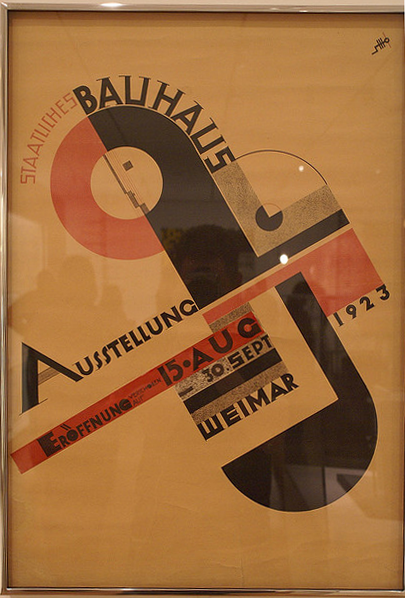 STAATLICHES
BAUHAUS
AUSSTELLUNG
1923
15•AUG
30.SEPT
ERÖFFNUNG
WEIMAR